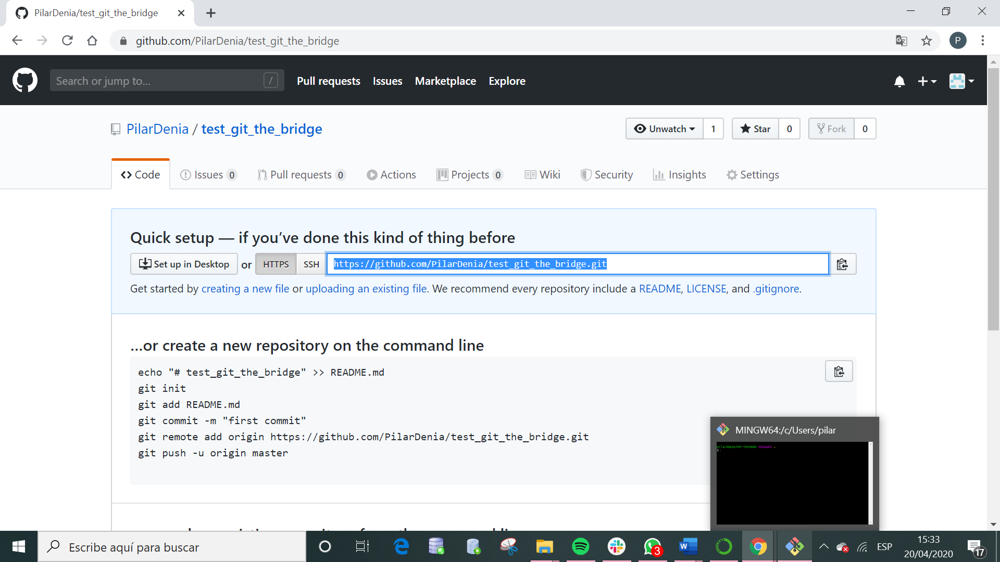 PilarDenia/test_git_the_bridge
github.com/PilarDenia/test_git_the_bridge
P
Search or jump to...
/
Pull requests
Issues
Marketplace
Explore
PilarDenia / test_git_the_bridge
Unwatch 1
Star 0
Fork 0
Code
Issues 0
Pull requests 0
Actions
Projects 0
Wiki
Security
Insights
Settings
Quick setup — if you’ve done this kind of thing before
Set up in Desktop or HTTPS SSH https://github.com/PilarDenia/test_git_the_bridge.git
Get started by creating a new file or uploading an existing file. We recommend every repository include a README, LICENSE, and .gitignore.
…or create a new repository on the command line
echo "# test_git_the_bridge" >> README.md
git init
git add README.md
git commit -m "first commit"
git remote add origin https://github.com/PilarDenia/test_git_the_bridge.git
git push -u origin master
MINGW64:/c/Users/pilar
Escribe aquí para buscar
3
ESP
15:33
20/04/2020
17